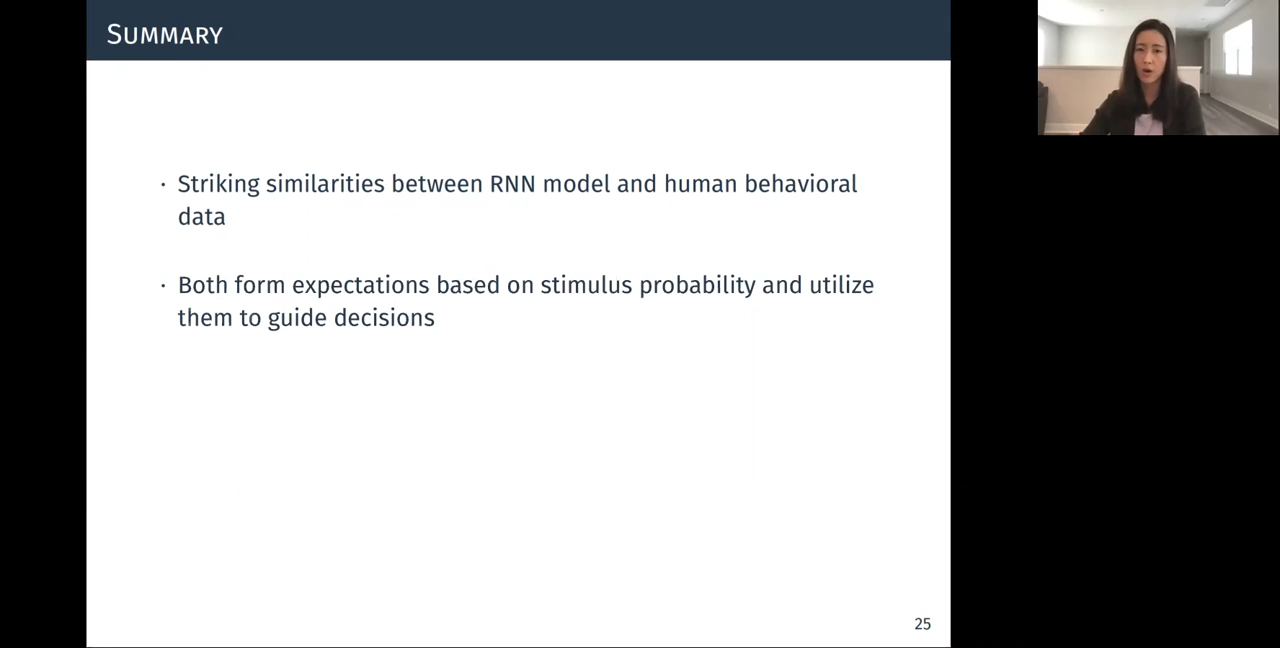 Summary
· Striking similarities between RNN model and human behavioral
data
· Both form expectations based on stimulus probability and utilize
them to guide decisions
25